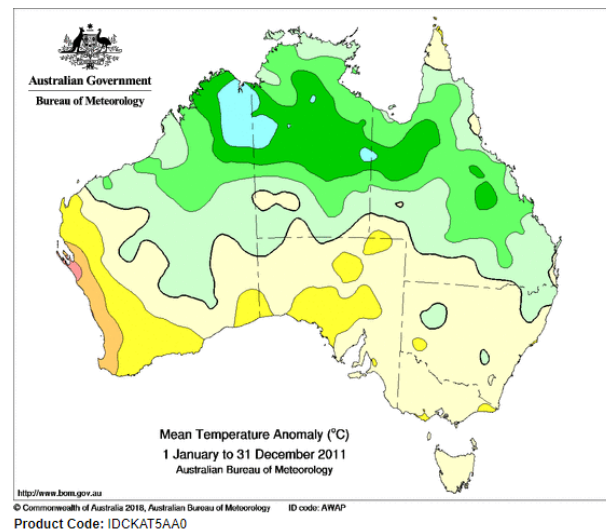 Australian Government
Bureau of Meteorology
Mean Temperature Anomaly (°C)
1 January to 31 December 2011
Australian Bureau of Meteorology
http://www.bom.gov.au
© Commonwealth of Australia 2018, Australian Bureau of Meteorology ID code: AWAP
Product Code: IDCKAT5AA0